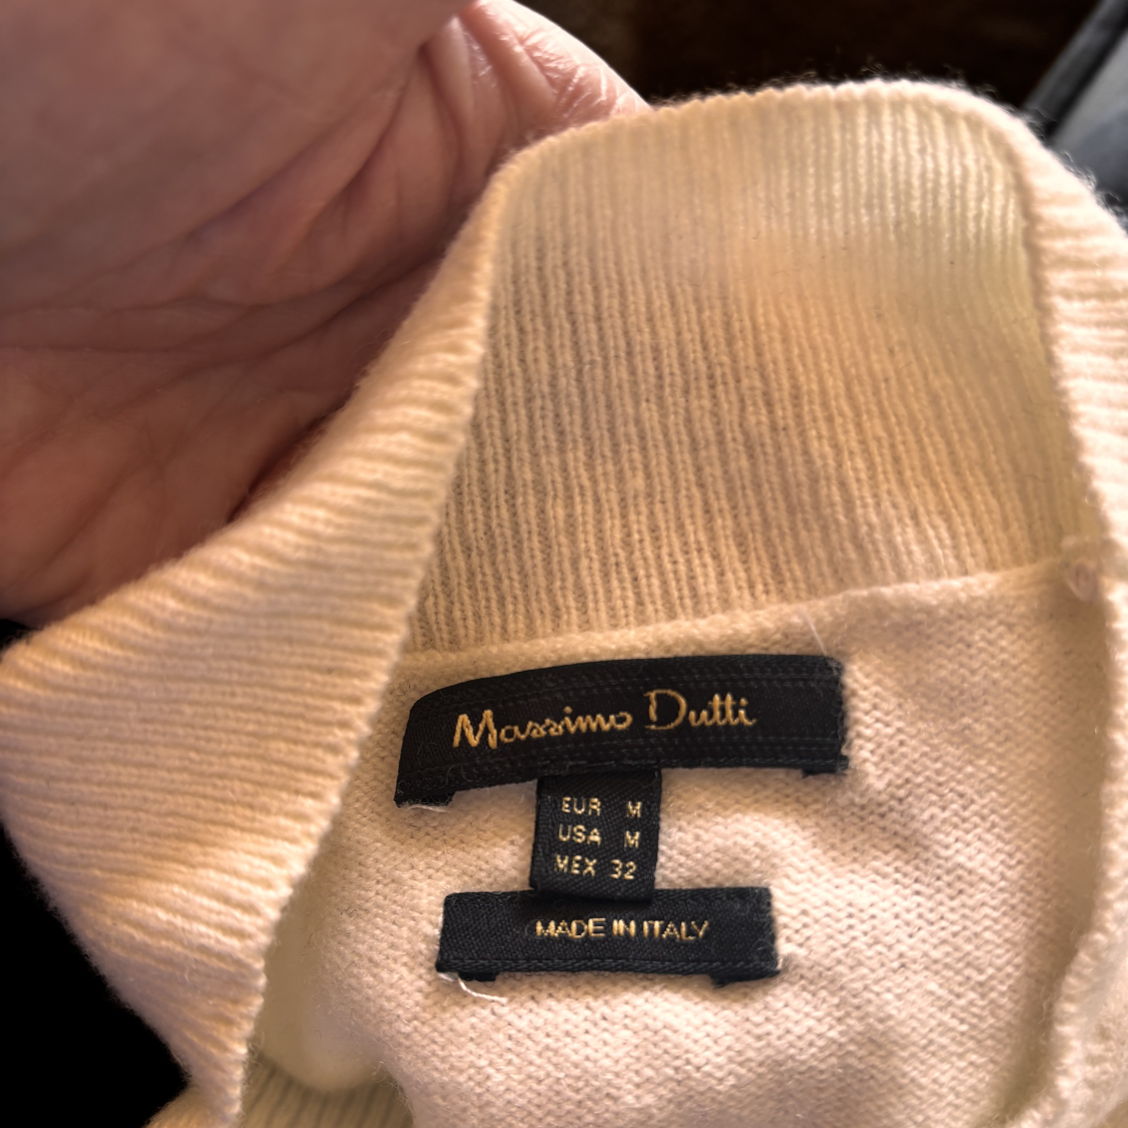 Massimo Dutti
EUR M
USA M
MEX 32
MADE IN ITALY